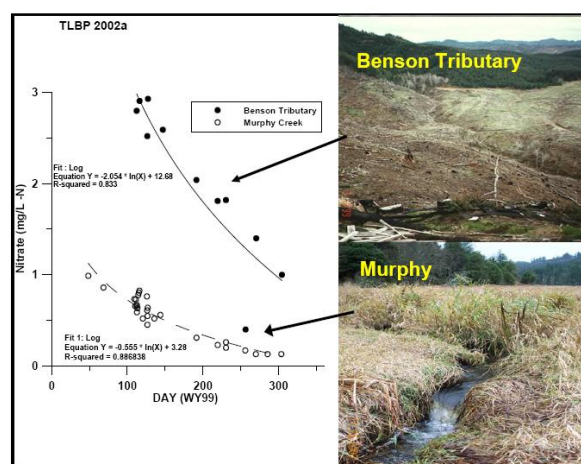 TLBP 2002a
3
Benson Tributary
Murphy Creek
Fit : Log
Equation Y = -2.054 * ln(X) + 12.68
R-squared = 0.833
2
Nitrate (mg/L -N)
1
Fit 1: Log
Equation Y = -0.555 * ln(X) + 3.28
R-squared = 0.886838
0
0
100
200
300
400
DAY (WY99)
Benson Tributary
Murphy